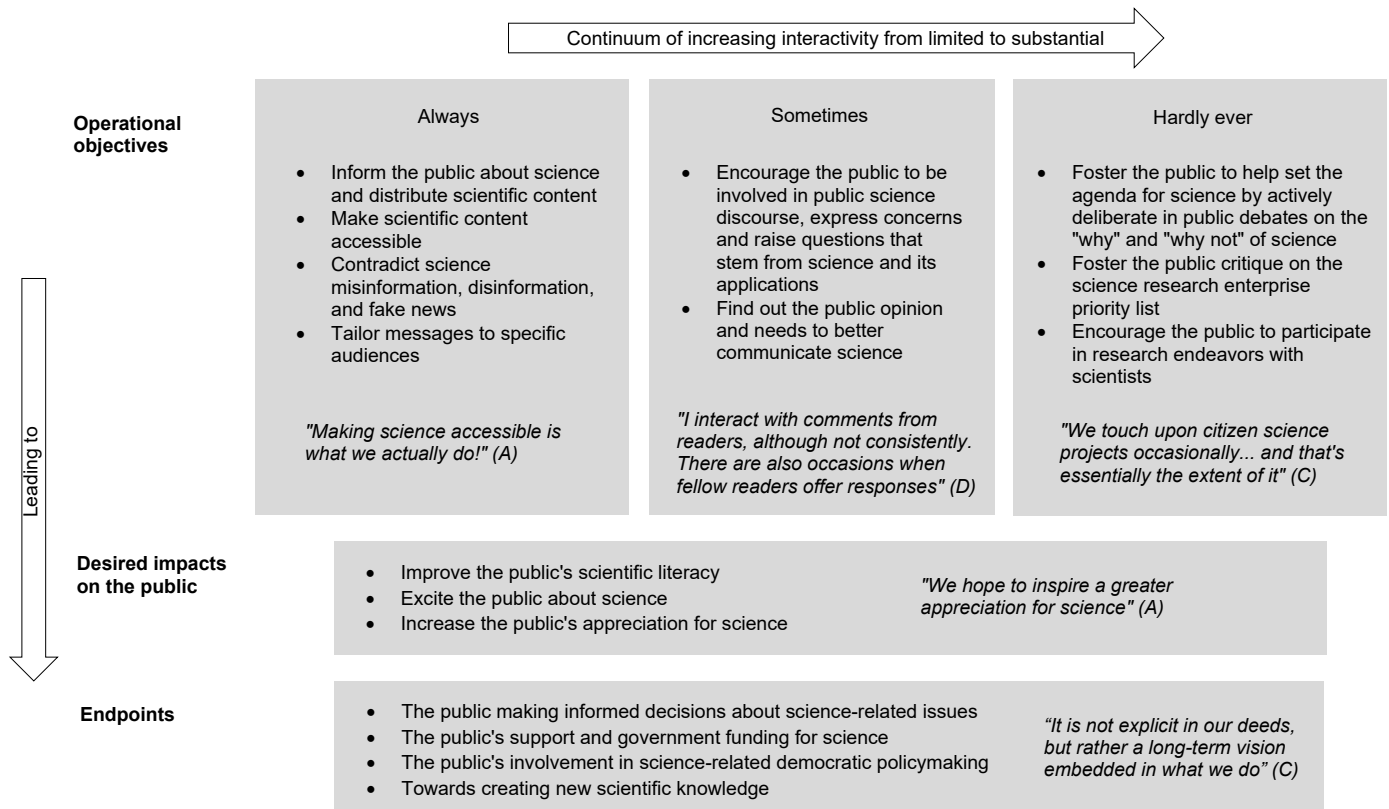 Continuum of increasing interactivity from limited to substantial
Operational
objectives
Always
• Inform the public about science
and distribute scientific content
• Make scientific content
accessible
• Contradict science
misinformation, disinformation,
and fake news
• Tailor messages to specific
audiences
"Making science accessible is
what we actually do!" (A)
Sometimes
• Encourage the public to be
involved in public science
discourse, express concerns
and raise questions that
stem from science and its
applications
• Find out the public opinion
and needs to better
communicate science
"I interact with comments from
readers, although not consistently.
There are also occasions when
fellow readers offer responses" (D)
Hardly ever
• Foster the public to help set the
agenda for science by actively
deliberate in public debates on the
"why" and "why not" of science
• Foster the public critique on the
science research enterprise
priority list
• Encourage the public to participate
in research endeavors with
scientists
"We touch upon citizen science
projects occasionally... and that's
essentially the extent of it" (C)
Leading to
Desired impacts
on the public
• Improve the public's scientific literacy
• Excite the public about science
• Increase the public's appreciation for science
"We hope to inspire a greater
appreciation for science" (A)
Endpoints
• The public making informed decisions about science-related issues
• The public's support and government funding for science
• The public's involvement in science-related democratic policymaking
• Towards creating new scientific knowledge
“It is not explicit in our deeds,
but rather a long-term vision
embedded in what we do” (C)